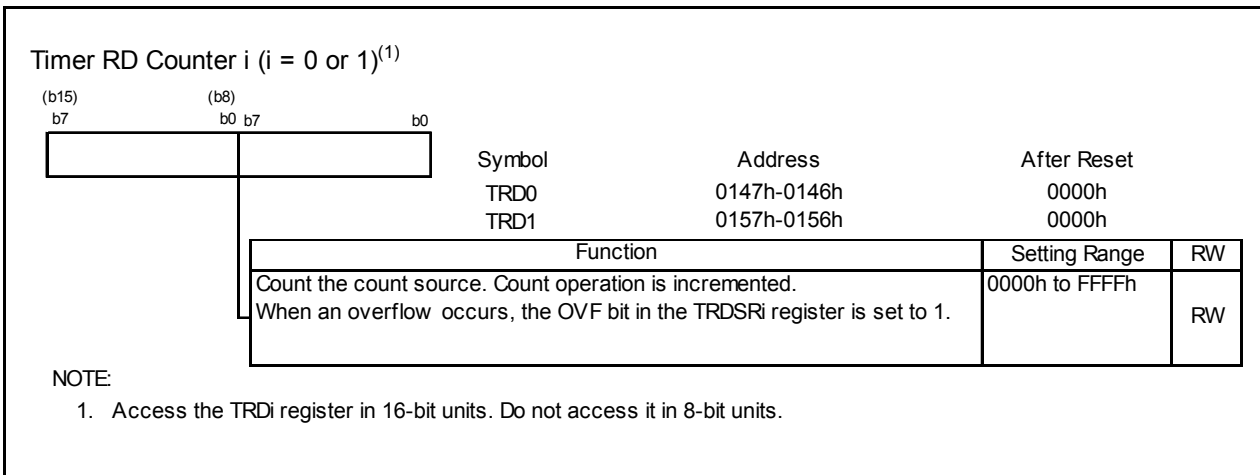 Timer RD Counter i (i = 0 or 1)(1)
(b15) (b8)
b7 b0 b7 b0
Symbol Address After Reset
TRD0 0147h-0146h 0000h
TRD1 0157h-0156h 0000h
Function Setting Range RW
Count the count source. Count operation is incremented. 0000h to FFFFh
When an overflow occurs, the OVF bit in the TRDSRi register is set to 1. RW
NOTE:
1. Access the TRDi register in 16-bit units. Do not access it in 8-bit units.